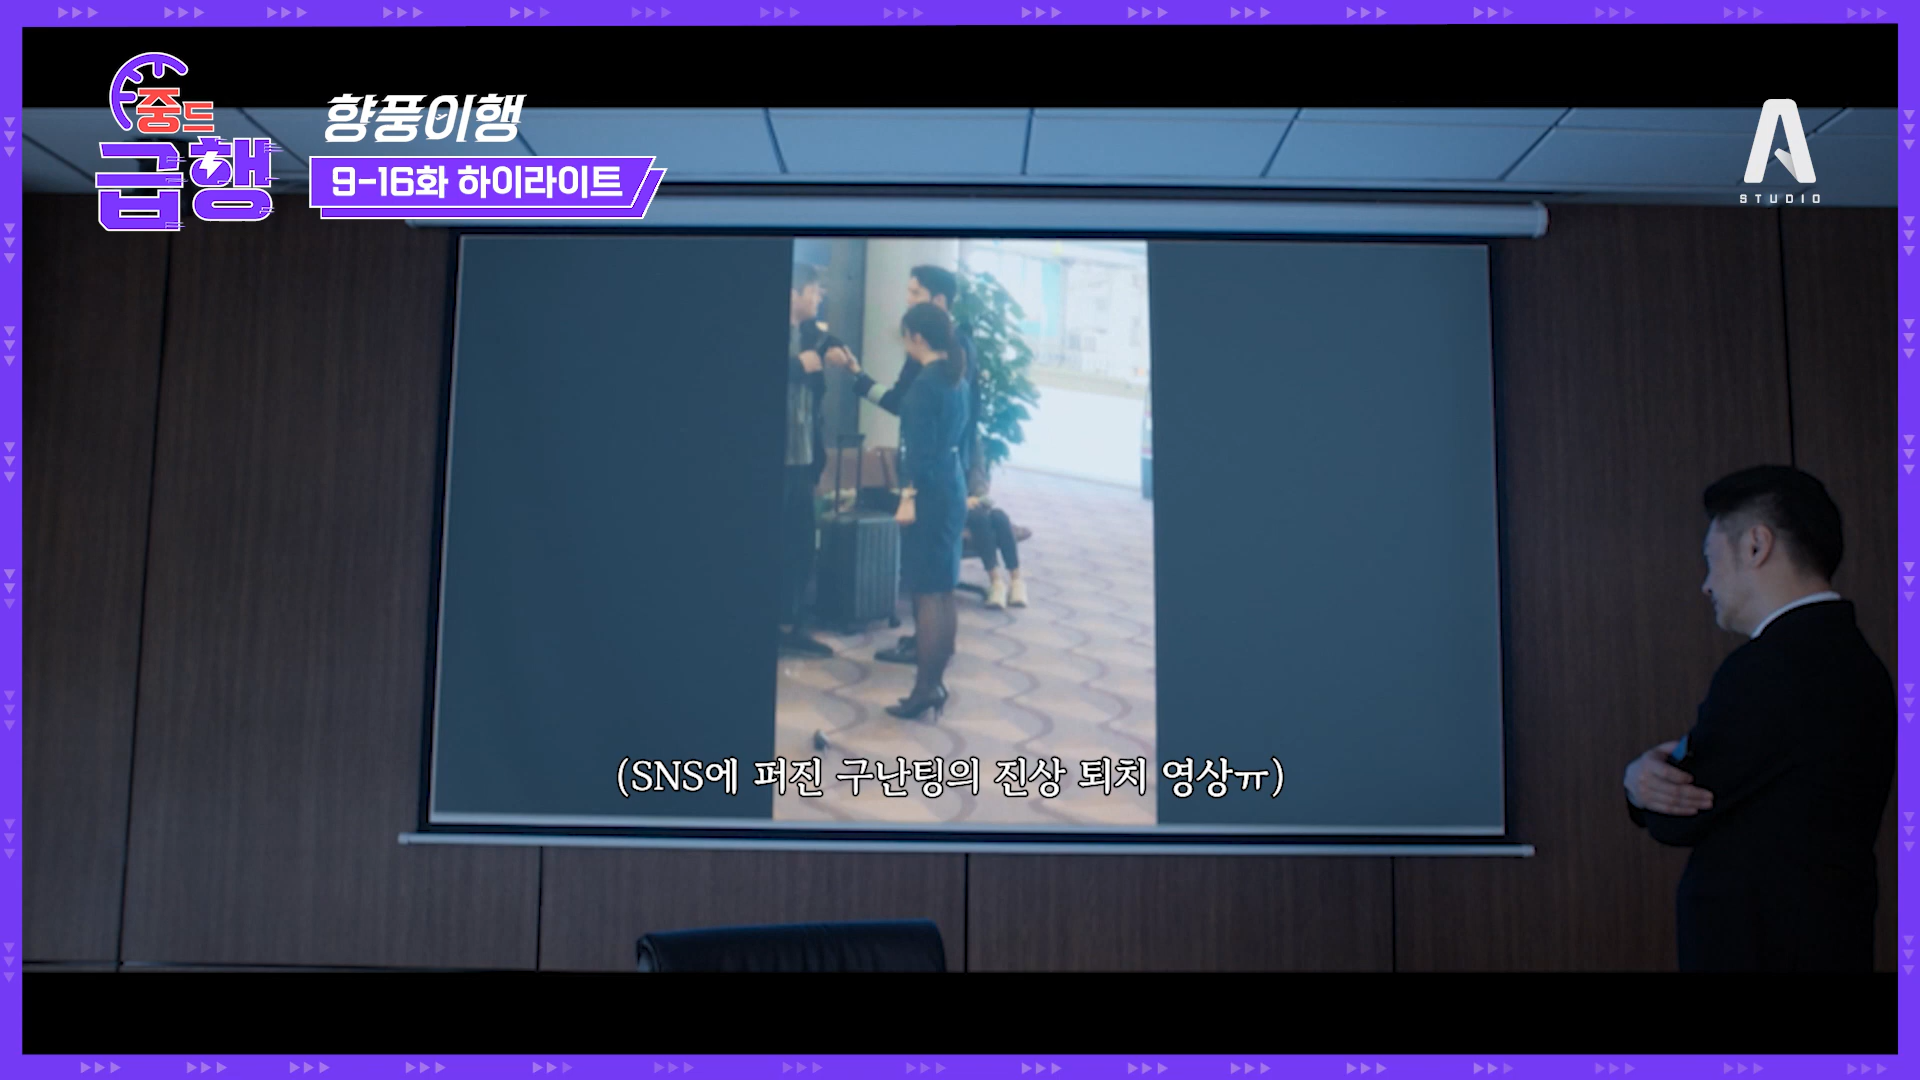 중드
급행
향풍이행
9-16화 하이라이트
A
STUDIO
(SNS에 퍼진 구난팅의 진상 퇴치 영상ㅠ)